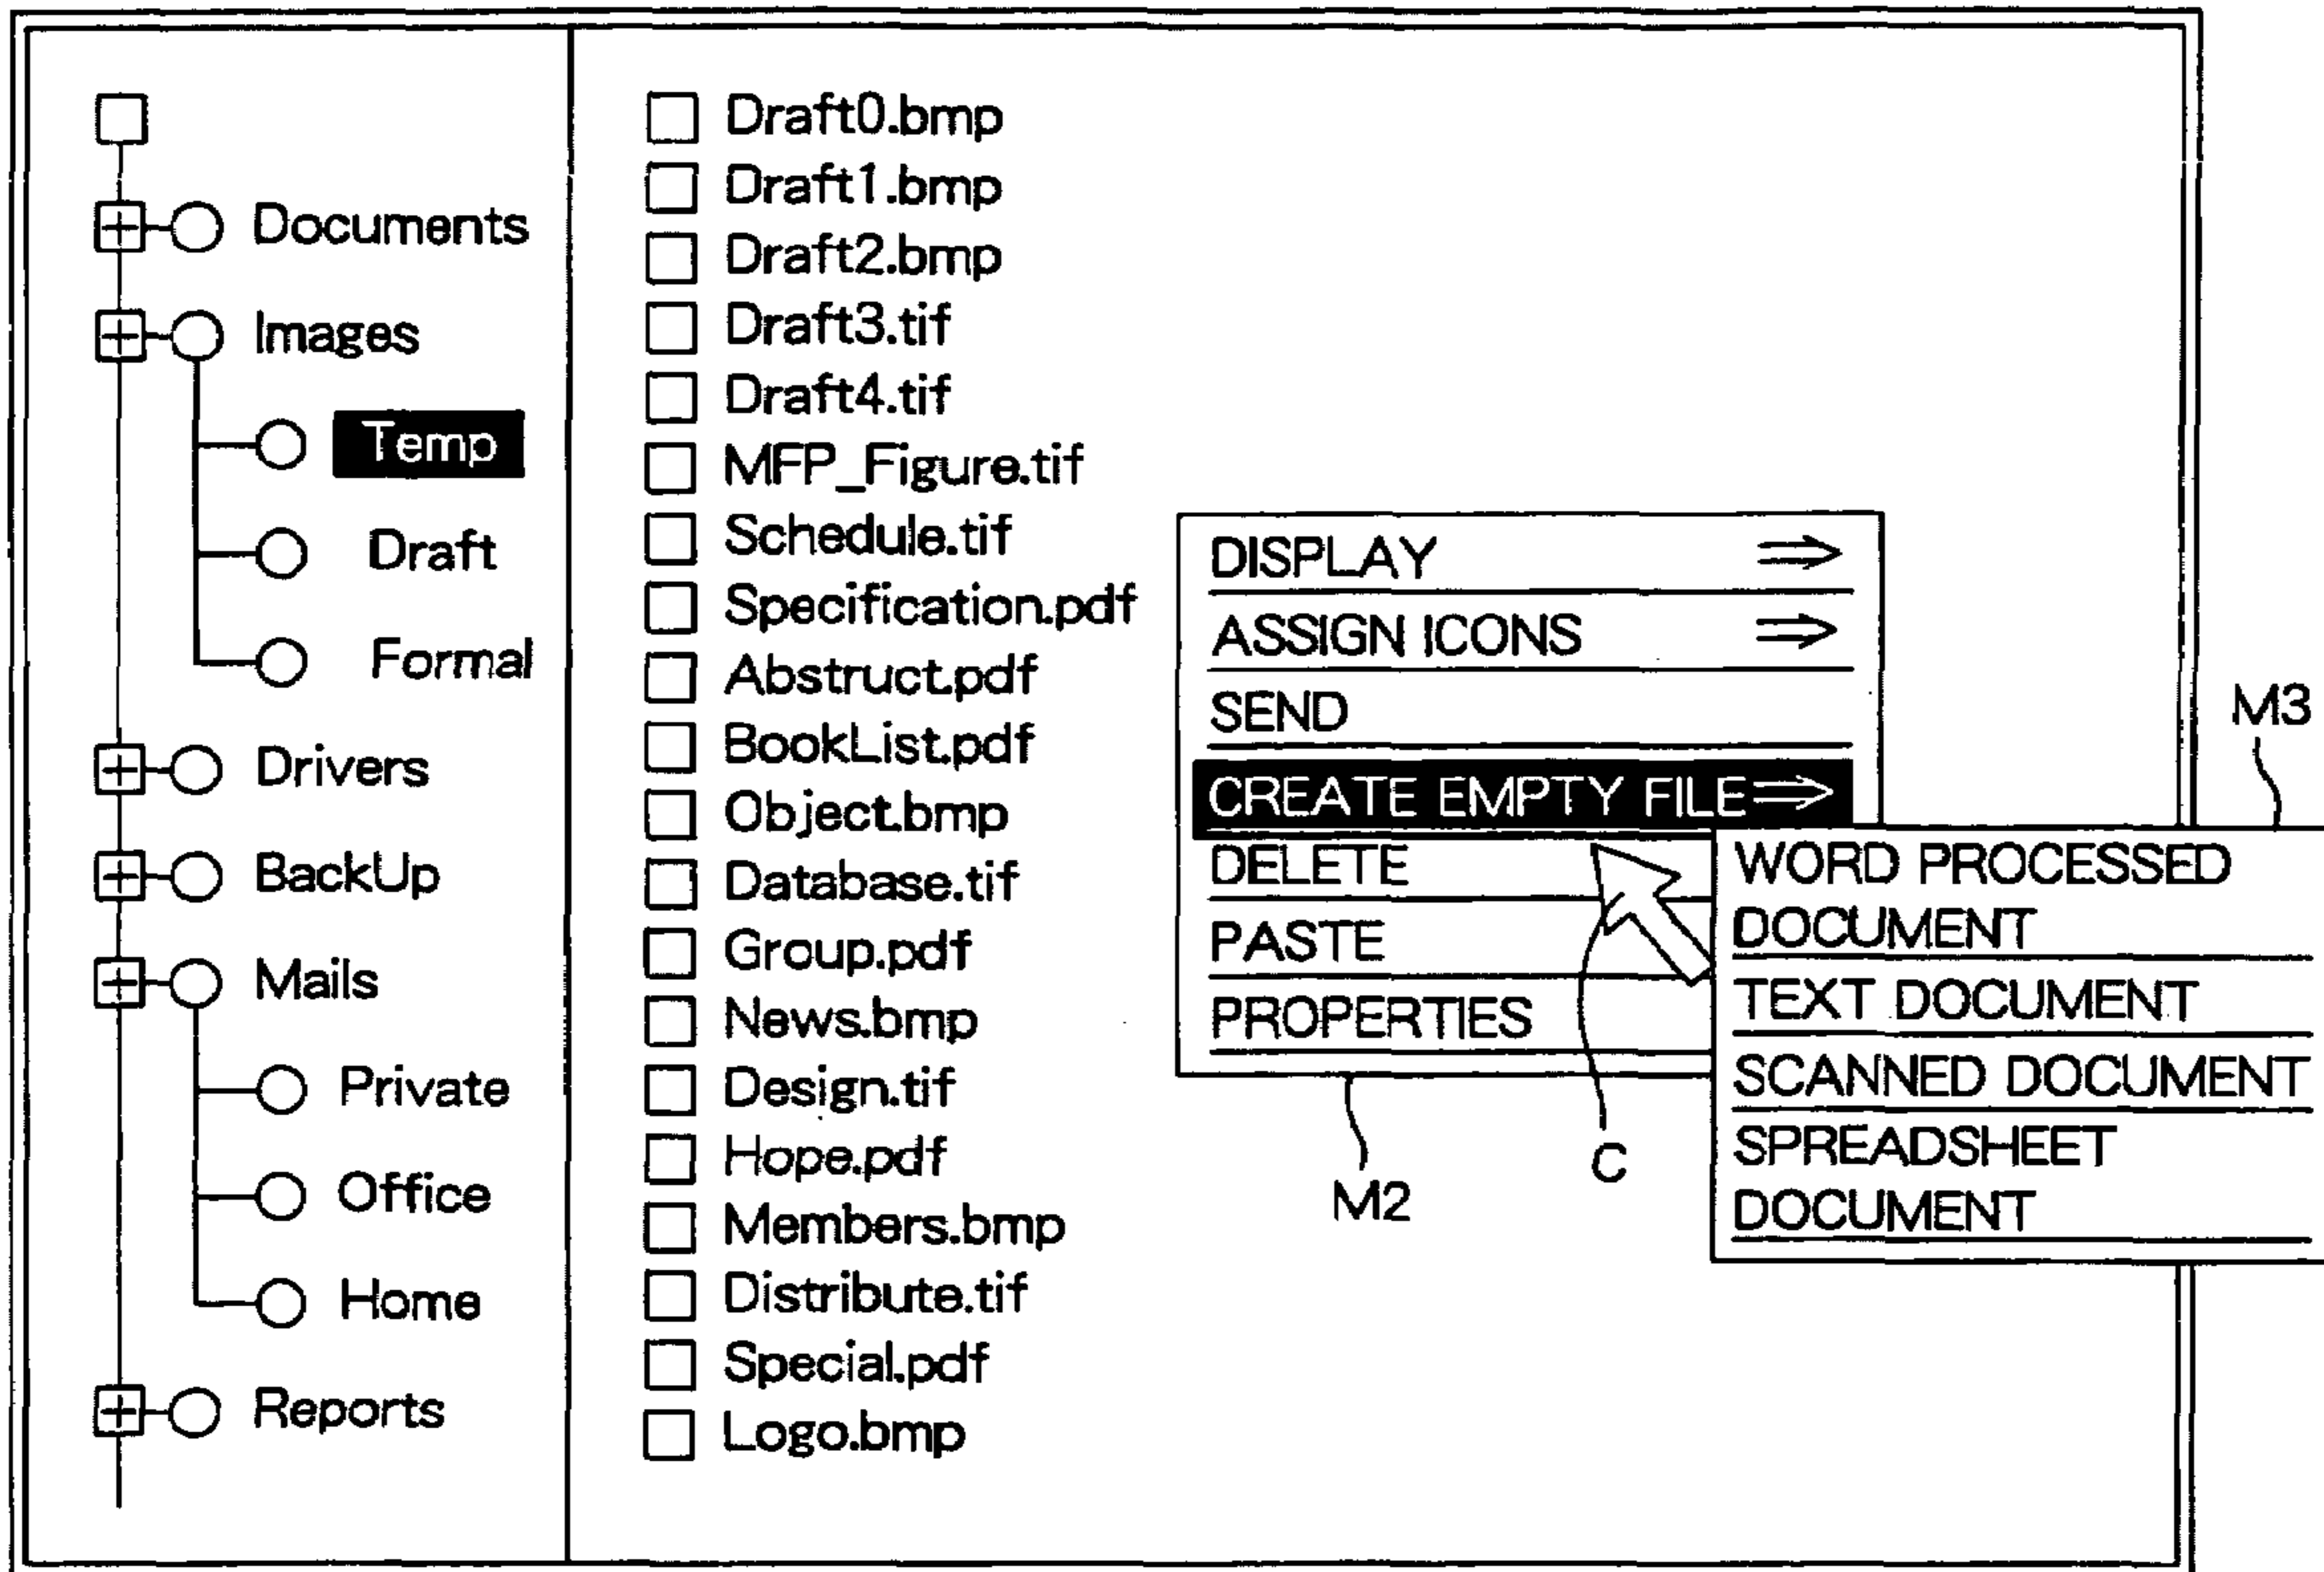 Documents
Images
Temp
Draft
Formal
Drivers
BackUp
Mails
Private
Office
Home
Reports
Draft0.bmp
Draft1.bmp
Draft2.bmp
Draft3.tif
Draft4.tif
MFP_Figure.tif
Schedule.tif
Specification.pdf
Abstruct.pdf
BookList.pdf
Object.bmp
Database.tif
Group.pdf
News.bmp
Design.tif
Hope.pdf
Members.bmp
Distribute.tif
Special.pdf
Logo.bmp
DISPLAY ⇒
ASSIGN ICONS ⇒
SEND
CREATE EMPTY FILE ⇒
DELETE
PASTE
PROPERTIES
M2
C
M3
WORD PROCESSED
DOCUMENT
TEXT DOCUMENT
SCANNED DOCUMENT
SPREADSHEET
DOCUMENT